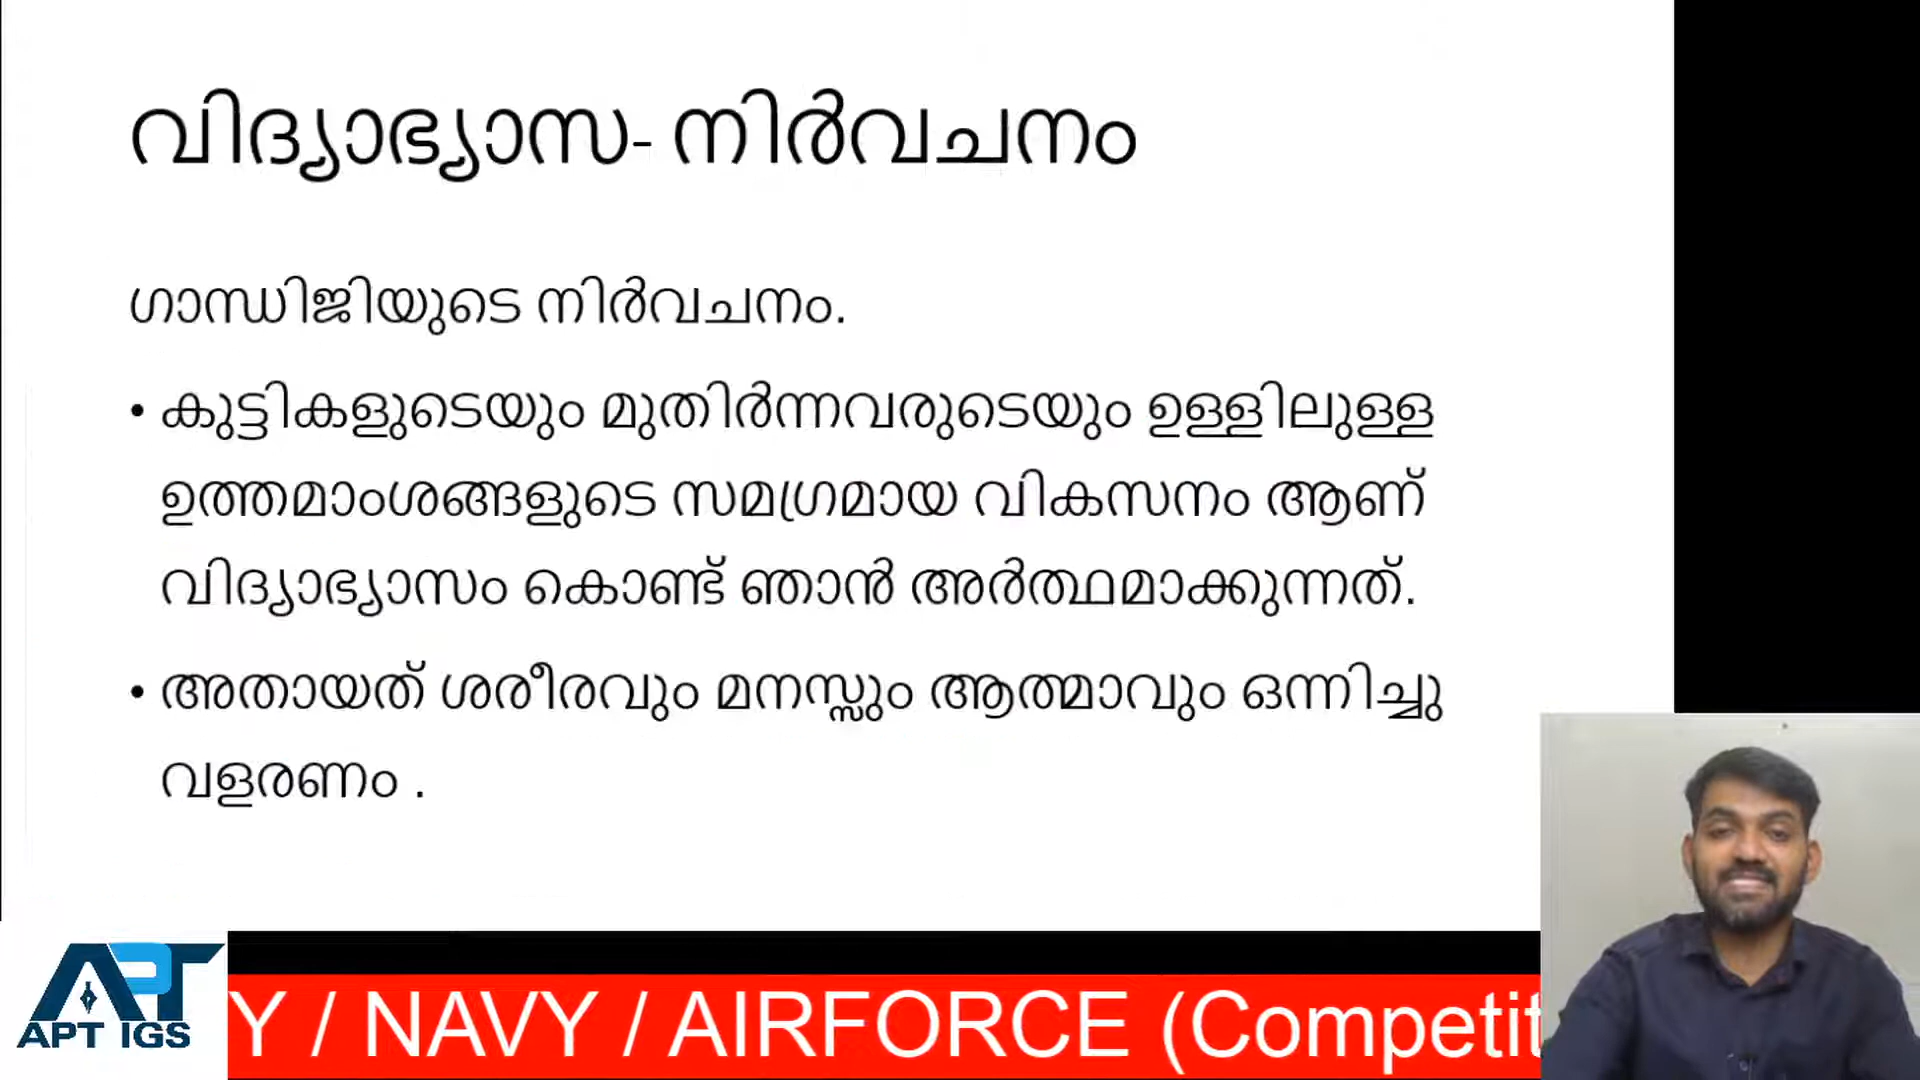 വിദ്യാഭ്യാസ- നിർവചനം
ഗാന്ധിജിയുടെ നിർവചനം.
• കുട്ടികളുടെയും മുതിർന്നവരുടെയും ഉള്ളിലുള്ള
ഉത്തമാംശങ്ങളുടെ സമഗ്രമായ വികസനം ആണ്
വിദ്യാഭ്യാസം കൊണ്ട് ഞാൻ അർത്ഥമാക്കുന്നത്.
• അതായത് ശരീരവും മനസ്സും ആത്മാവും ഒന്നിച്ചു
വളരണം .
APT
APT IGS
Y / NAVY / AIRFORCE (Competit